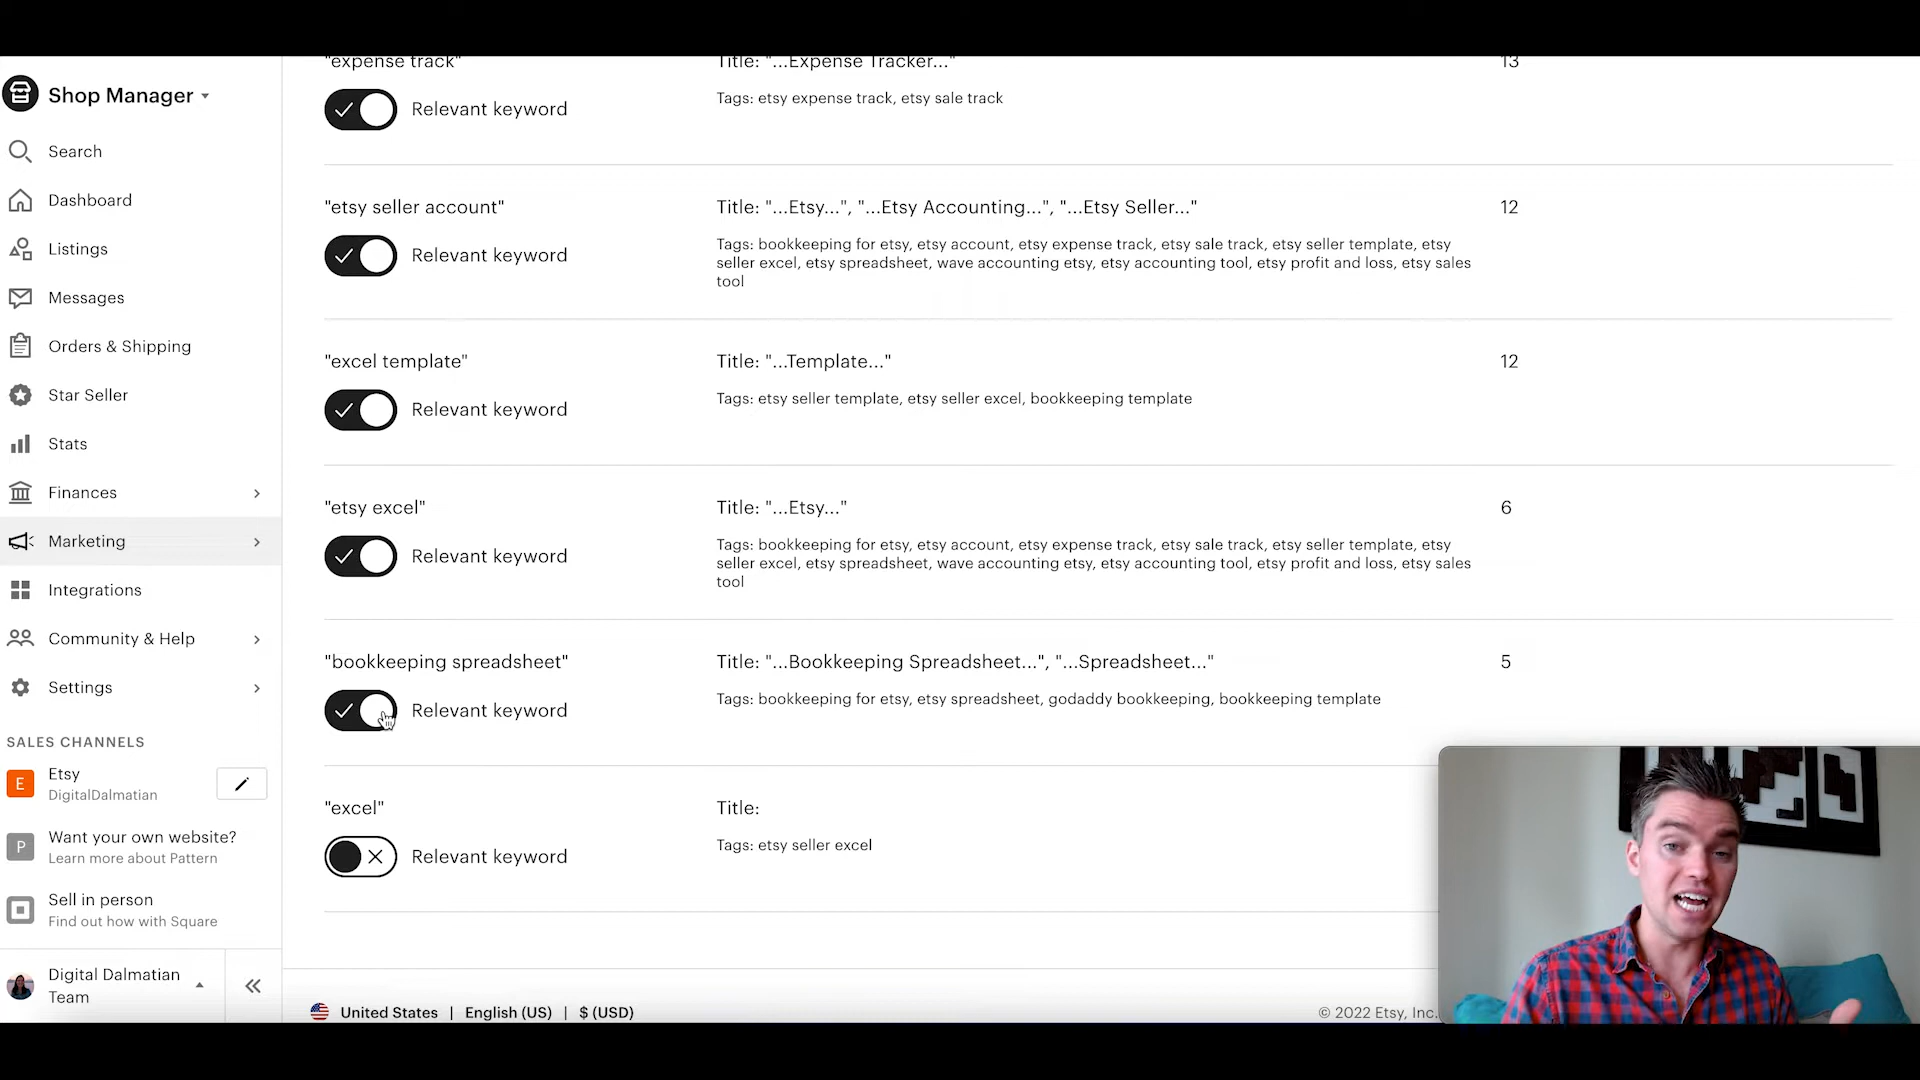 Shop Manager
Search
Dashboard
Listings
Messages
Orders & Shipping
Star Seller
Stats
Finances
Marketing
Integrations
Community & Help
Settings
SALES CHANNELS
E
Etsy
DigitalDalmatian
P
Want your own website?
Learn more about Pattern
Sell in person
Find out how with Square
Digital Dalmatian
Team
"expense track"
Title: "...Expense Tracker..."
13
Relevant keyword
Tags: etsy expense track, etsy sale track
"etsy seller account"
Title: "...Etsy...", "...Etsy Accounting...", "...Etsy Seller..."
12
Relevant keyword
Tags: bookkeeping for etsy, etsy account, etsy expense track, etsy sale track, etsy seller template, etsy
seller excel, etsy spreadsheet, wave accounting etsy, etsy accounting tool, etsy profit and loss, etsy sales
tool
"excel template"
Title: "...Template..."
12
Relevant keyword
Tags: etsy seller template, etsy seller excel, bookkeeping template
"etsy excel"
Title: "...Etsy..."
6
Relevant keyword
Tags: bookkeeping for etsy, etsy account, etsy expense track, etsy sale track, etsy seller template, etsy
seller excel, etsy spreadsheet, wave accounting etsy, etsy accounting tool, etsy profit and loss, etsy sales
tool
"bookkeeping spreadsheet"
Title: "...Bookkeeping Spreadsheet...", "...Spreadsheet..."
5
Relevant keyword
Tags: bookkeeping for etsy, etsy spreadsheet, godaddy bookkeeping, bookkeeping template
"excel"
Title:
Relevant keyword
Tags: etsy seller excel
United States | English (US) | $ (USD)
© 2022 Etsy, Inc.